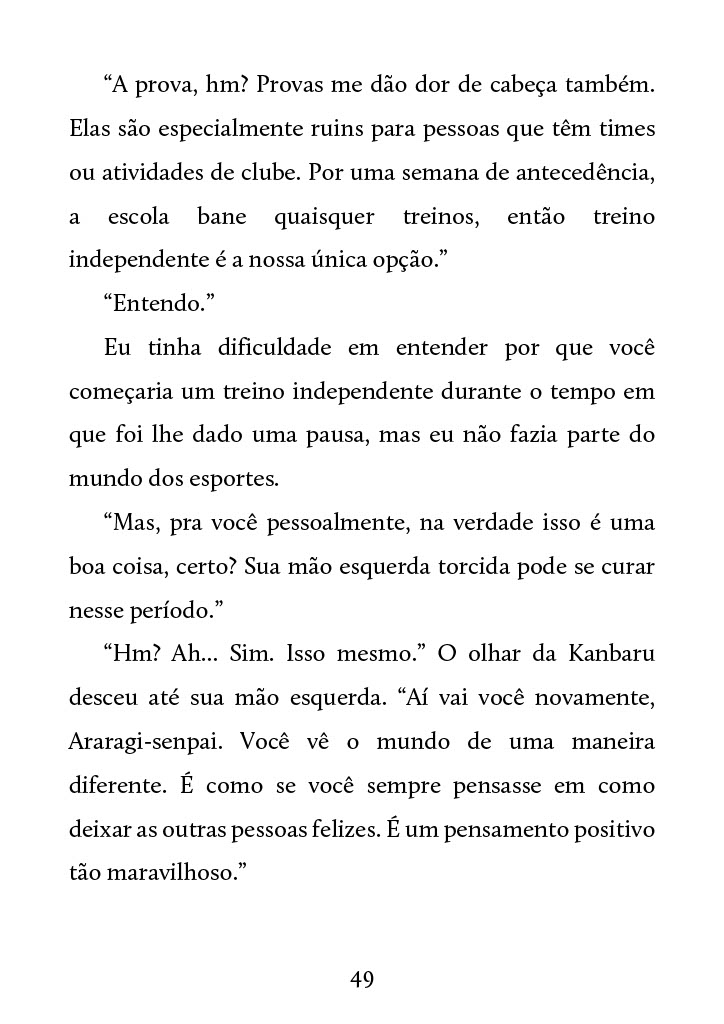 “A prova, hm? Provas me dão dor de cabeça também.
Elas são especialmente ruins para pessoas que têm times
ou atividades de clube. Por uma semana de antecedência,
a escola bane quaisquer treinos, então treino
independente é a nossa única opção.”
“Entendo.”
Eu tinha dificuldade em entender por que você
começaria um treino independente durante o tempo em
que foi lhe dado uma pausa, mas eu não fazia parte do
mundo dos esportes.
“Mas, pra você pessoalmente, na verdade isso é uma
boa coisa, certo? Sua mão esquerda torcida pode se curar
nesse período.”
“Hm? Ah... Sim. Isso mesmo.” O olhar da Kanbaru
desceu até sua mão esquerda. “Aí vai você novamente,
Araragi-senpai. Você vê o mundo de uma maneira
diferente. É como se você sempre pensasse em como
deixar as outras pessoas felizes. É um pensamento positivo
tão maravilhoso.”
49